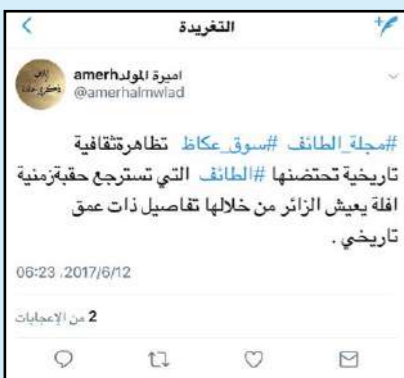 التغريدة
اميرة المولد amerh
@amerhalmwlad
#مجلة_الطائف #سوق_عكاظ تظاهرةثقافية
تاريخية تحتضنها #الطائف التي تسترجع حقبةزمنية
افلة يعيش الزائر من خلالها تفاصيل ذات عمق
تاريخي .
06:23 ،2017/6/12
2 من الإعجابات